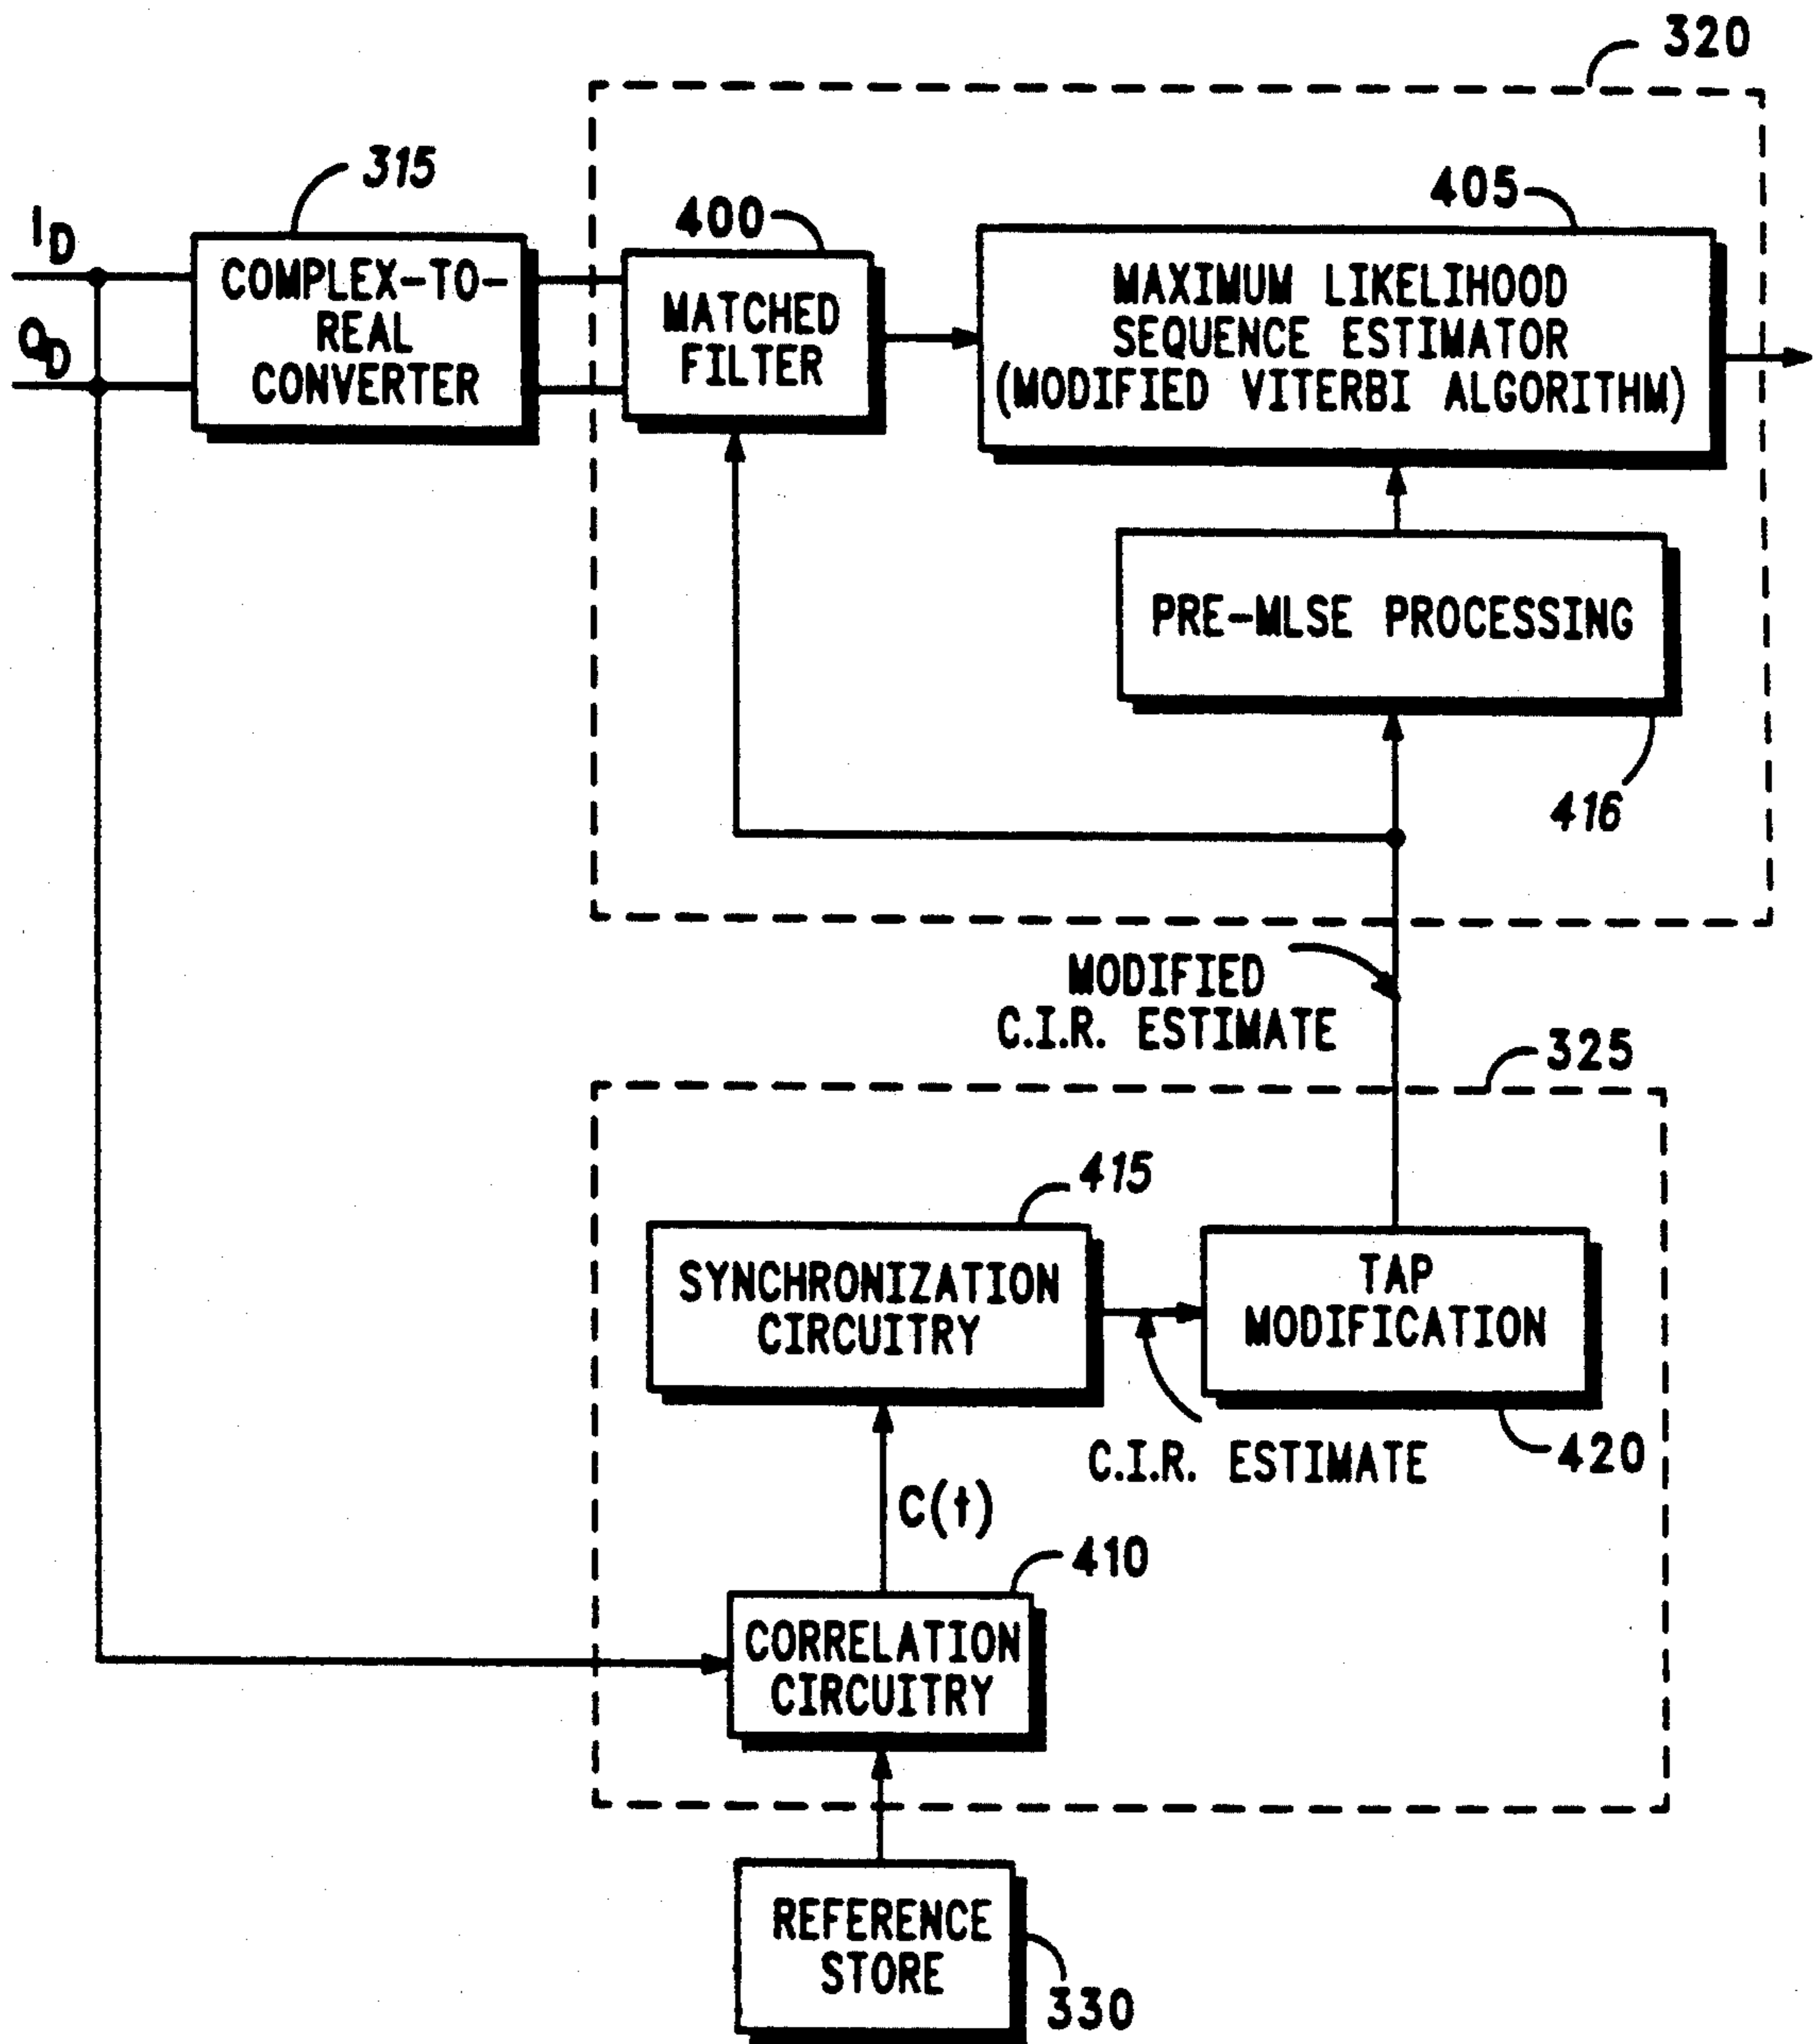 320
315
405
400
I_D
Q_D
COMPLEX-TO-
REAL
CONVERTER
MATCHED
FILTER
MAXIMUM LIKELIHOOD
SEQUENCE ESTIMATOR
(MODIFIED VITERBI ALGORITHM)
PRE-MLSE PROCESSING
416
MODIFIED
C.I.R. ESTIMATE
325
415
SYNCHRONIZATION
CIRCUITRY
TAP
MODIFICATION
C.I.R. ESTIMATE
420
C(t)
410
CORRELATION
CIRCUITRY
REFERENCE
STORE
330